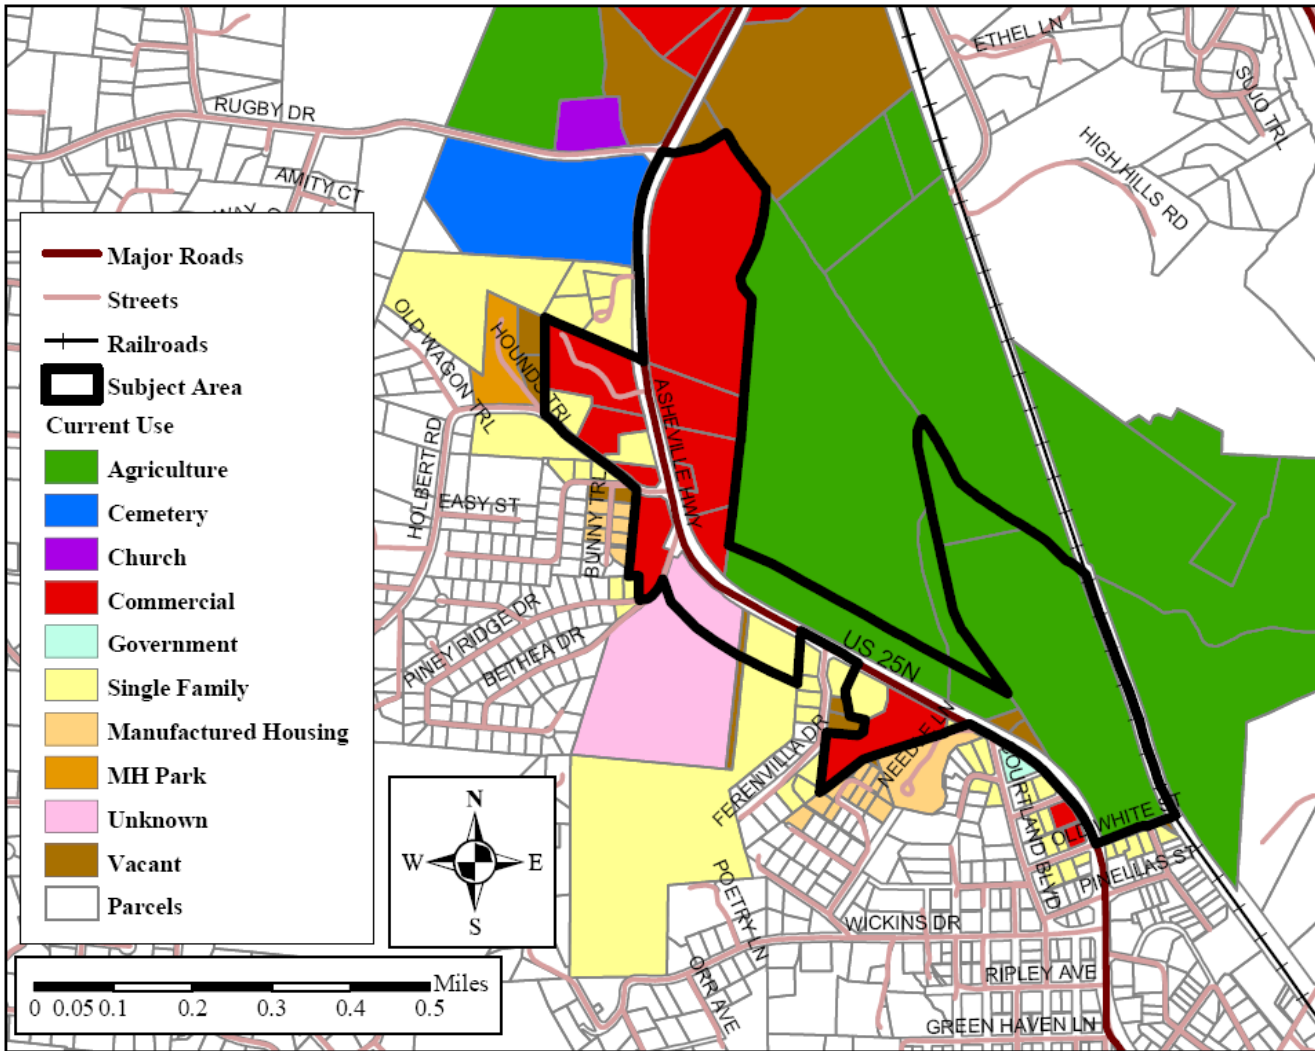 ETHEL LN
SUJO TRL
RUGBY DR
HIGH HILLS RD
AMITY CT
Major Roads
Streets
Railroads
Subject Area
Current Use
Agriculture
Cemetery
Church
Commercial
Government
Single Family
Manufactured Housing
MH Park
Unknown
Vacant
Parcels
OLD WAGON TRL
HOUNDS TRL
ASHEVILLE HWY
HOLBERT RD
EASY ST
BUNNY TRL
PINEY RIDGE DR
BETHEA DR
US 25N
FERENVILLA DR
NEEDLE LN
OURTLAND BLVD
OLD WHITE ST
PINELLAS ST
N
W
E
S
POETRY LN
WICKINS DR
ORR AVE
RIPLEY AVE
GREEN HAVEN LN
Miles
0 0.05 0.1 0.2 0.3 0.4 0.5